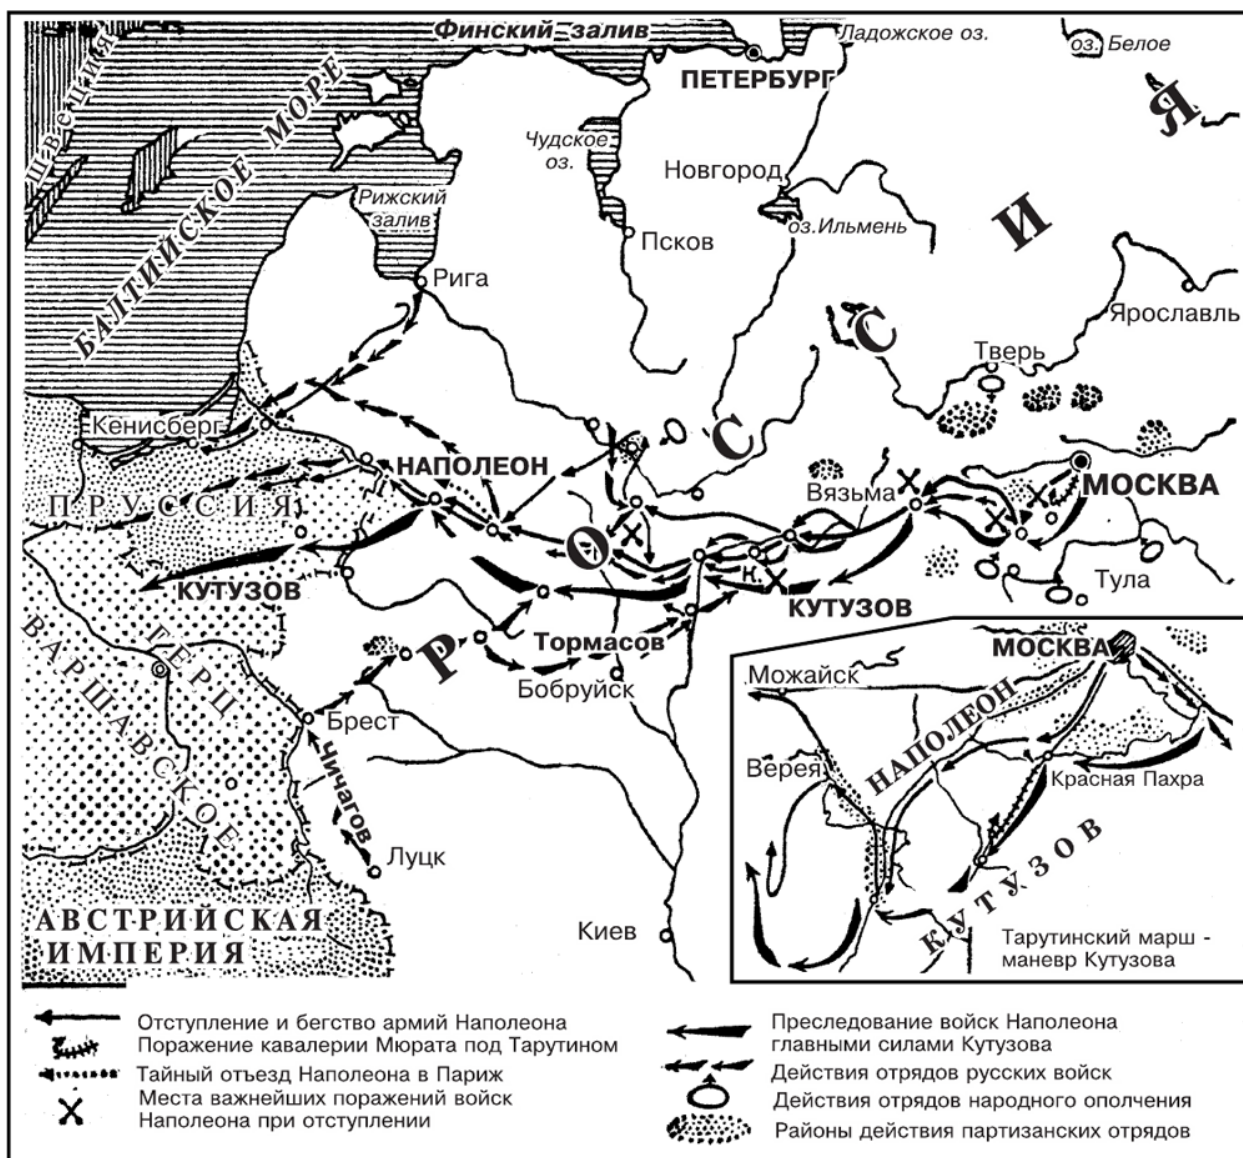 Финский залив
Ладожское оз.
оз. Белое
ПЕТЕРБУРГ
ШВЕЦИЯ
БАЛТИЙСКОЕ МОРЕ
Чудское
оз.
Новгород
оз.Ильмень
Псков
Рижский
залив
Рига
Ярославль
Тверь
РОССИЯ
Кенисберг
НАПОЛЕОН
ПРУССИЯ
Вязьма
МОСКВА
К.
КУТУЗОВ
КУТУЗОВ
Тула
Тормасов
Бобруйск
ГЕРЦ
ВАРШАВСКОЕ
Брест
Чичагов
Луцк
Киев
АВСТРИЙСКАЯ
ИМПЕРИЯ
МОСКВА
Можайск
НАПОЛЕОН
Верея
Красная Пахра
КУТУЗОВ
Тарутинский марш -
маневр Кутузова
Отступление и бегство армий Наполеона
Поражение кавалерии Мюрата под Тарутином
Тайный отъезд Наполеона в Париж
Места важнейших поражений войск
Наполеона при отступлении
Преследование войск Наполеона
главными силами Кутузова
Действия отрядов русских войск
Действия отрядов народного ополчения
Районы действия партизанских отрядов